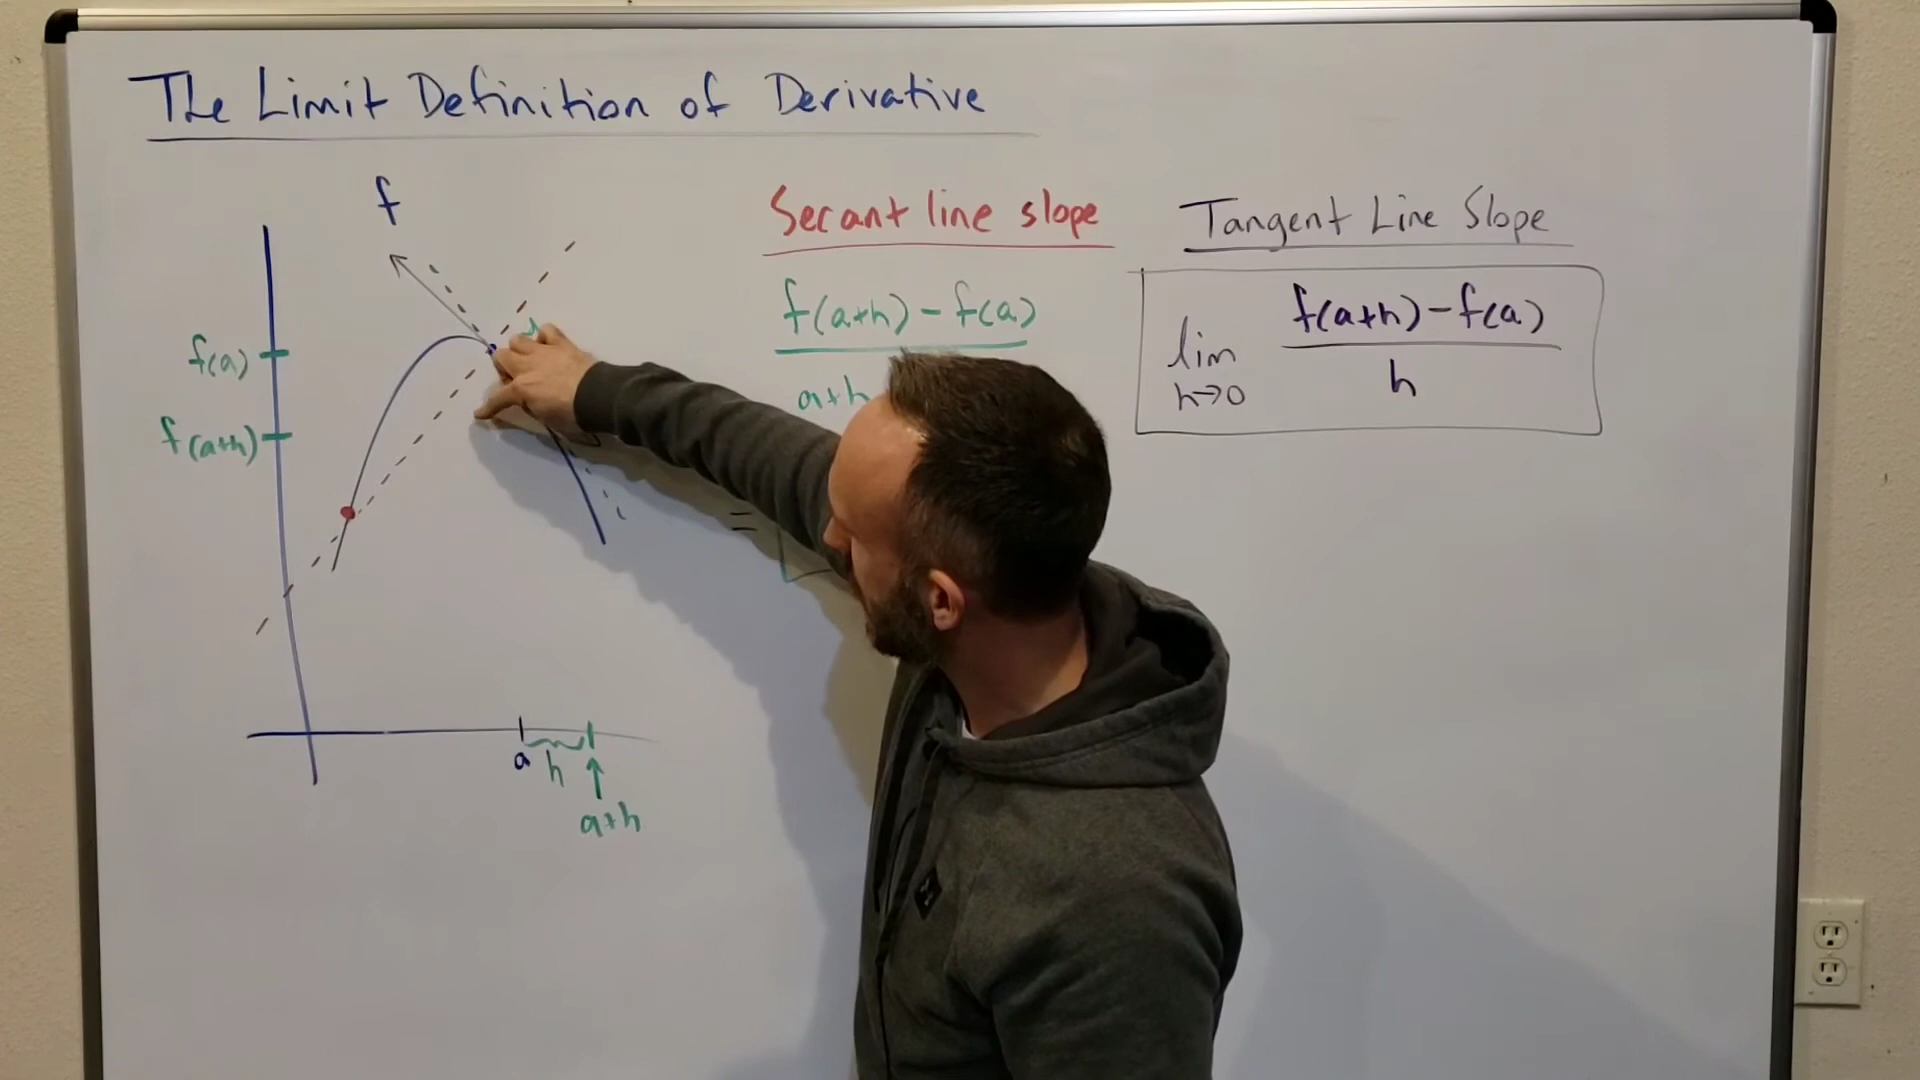 The Limit Definition of Derivative
f
f(a)
f(a+h)
a
h
a+h
Secant line slope
f(a+h) - f(a)
a+h
=
Tangent Line Slope
lim
h→0
f(a+h) - f(a)
h